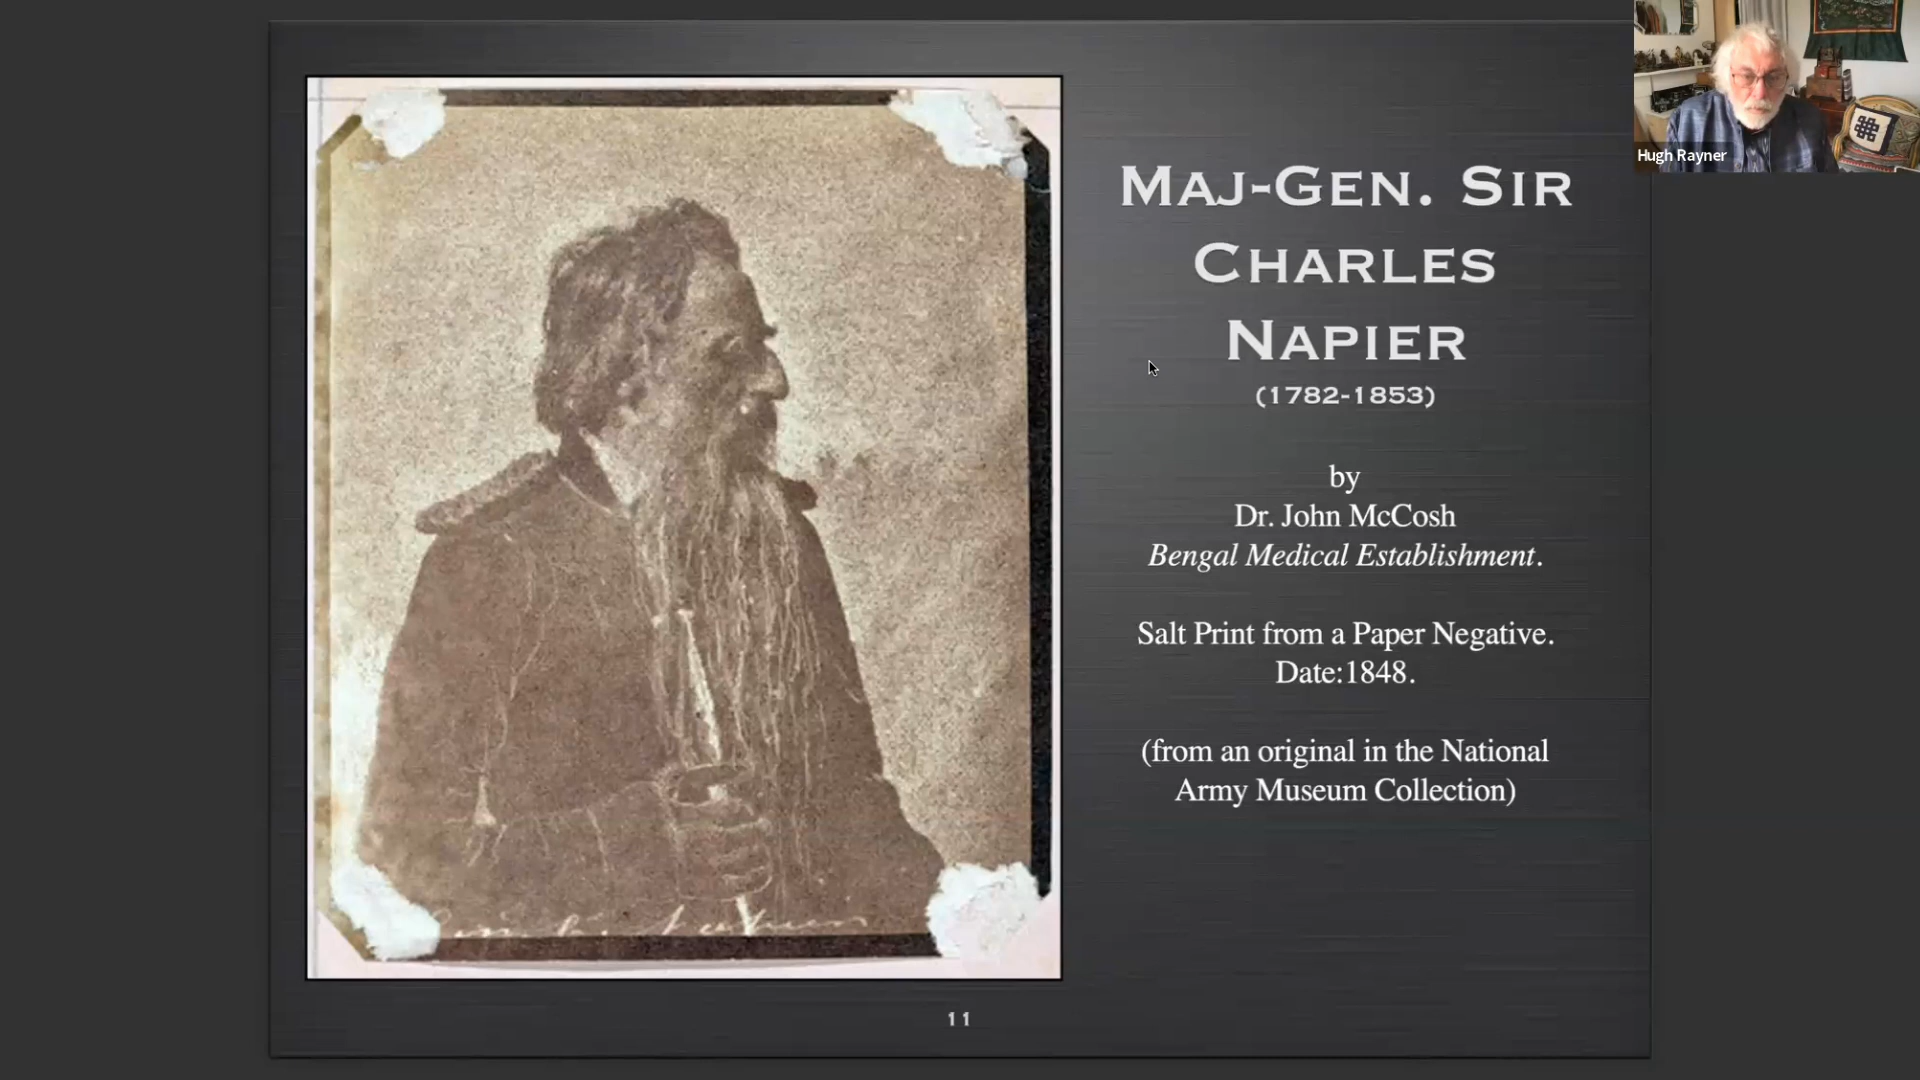 MAJ-GEN. SIR
CHARLES
NAPIER
(1782-1853)
by
Dr. John McCosh
Bengal Medical Establishment.
Salt Print from a Paper Negative.
Date:1848.
(from an original in the National
Army Museum Collection)
11
Hugh Rayner